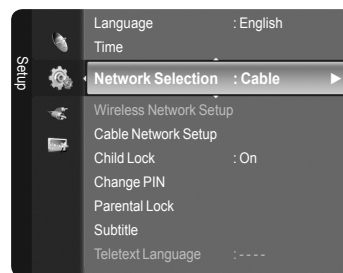 Setup
Language : English
Time
Network Selection : Cable
Wireless Network Setup
Cable Network Setup
Child Lock : On
Change PIN
Parental Lock
Subtitle
Teletext Language : - - - -